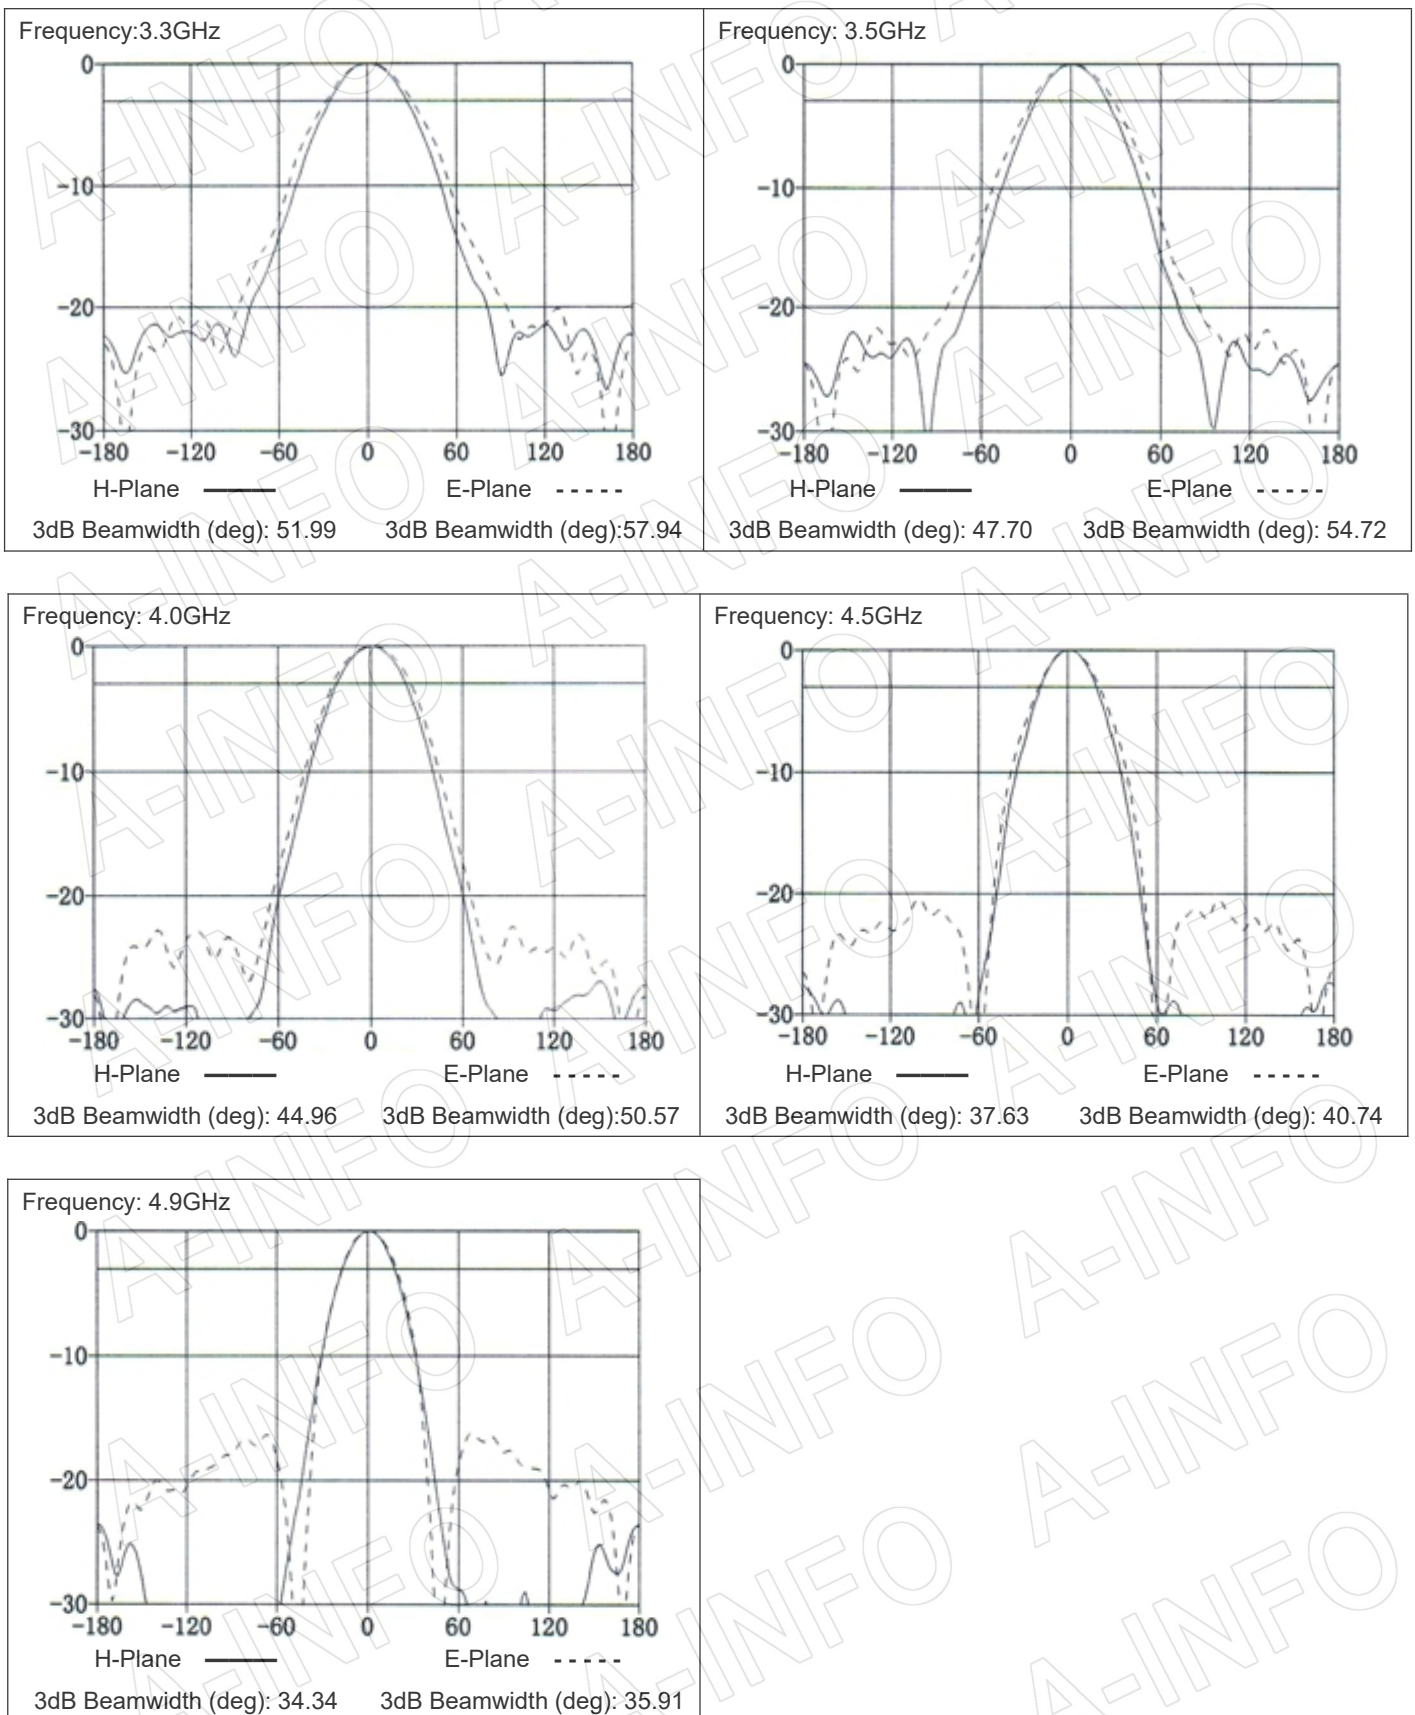 Frequency:3.3GHz
0
-10
-20
-30
-180 -120 -60 0 60 120 180
H-Plane E-Plane
3dB Beamwidth (deg): 51.99 3dB Beamwidth (deg):57.94
Frequency: 3.5GHz
0
-10
-20
-30
-180 -120 -60 0 60 120 180
H-Plane E-Plane
3dB Beamwidth (deg): 47.70 3dB Beamwidth (deg): 54.72
Frequency: 4.0GHz
0
-10
-20
-30
-180 -120 -60 0 60 120 180
H-Plane E-Plane
3dB Beamwidth (deg): 44.96 3dB Beamwidth (deg):50.57
Frequency: 4.5GHz
0
-10
-20
-30
-180 -120 -60 0 60 120 180
H-Plane E-Plane
3dB Beamwidth (deg): 37.63 3dB Beamwidth (deg): 40.74
Frequency: 4.9GHz
0
-10
-20
-30
-180 -120 -60 0 60 120 180
H-Plane E-Plane
3dB Beamwidth (deg): 34.34 3dB Beamwidth (deg): 35.91
A-INFO